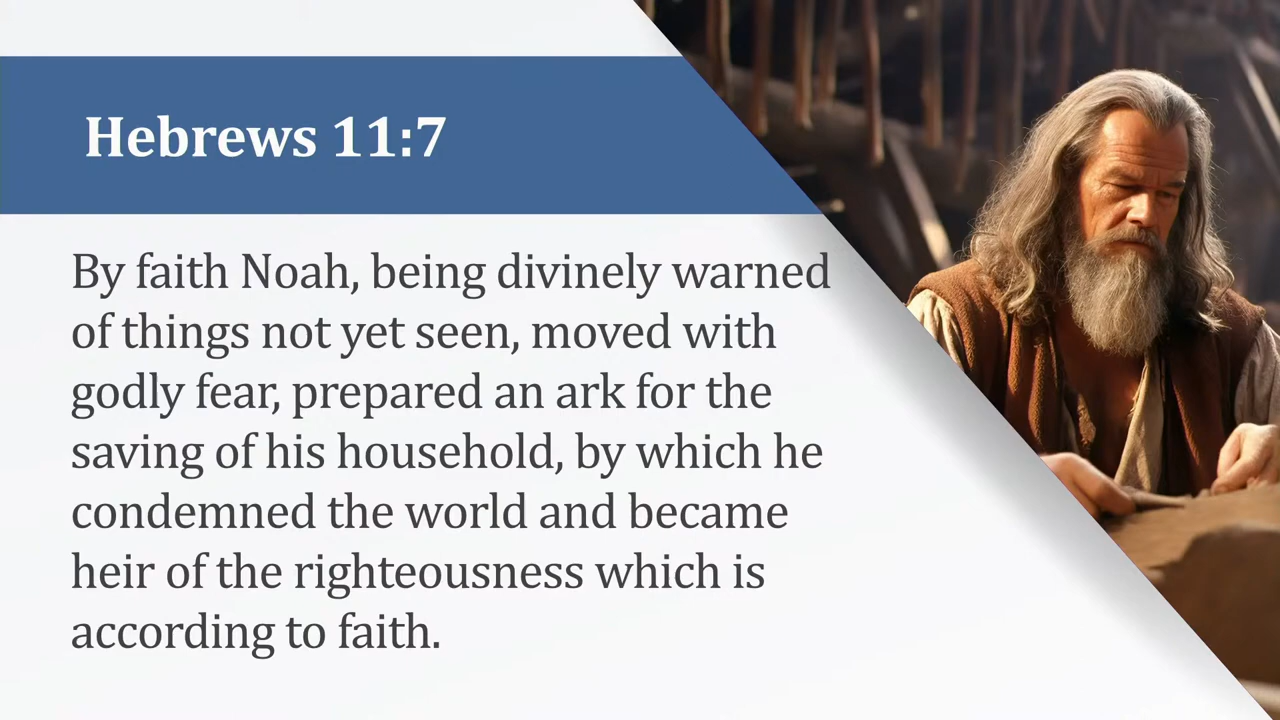 Hebrews 11:7
By faith Noah, being divinely warned
of things not yet seen, moved with
godly fear, prepared an ark for the
saving of his household, by which he
condemned the world and became
heir of the righteousness which is
according to faith.